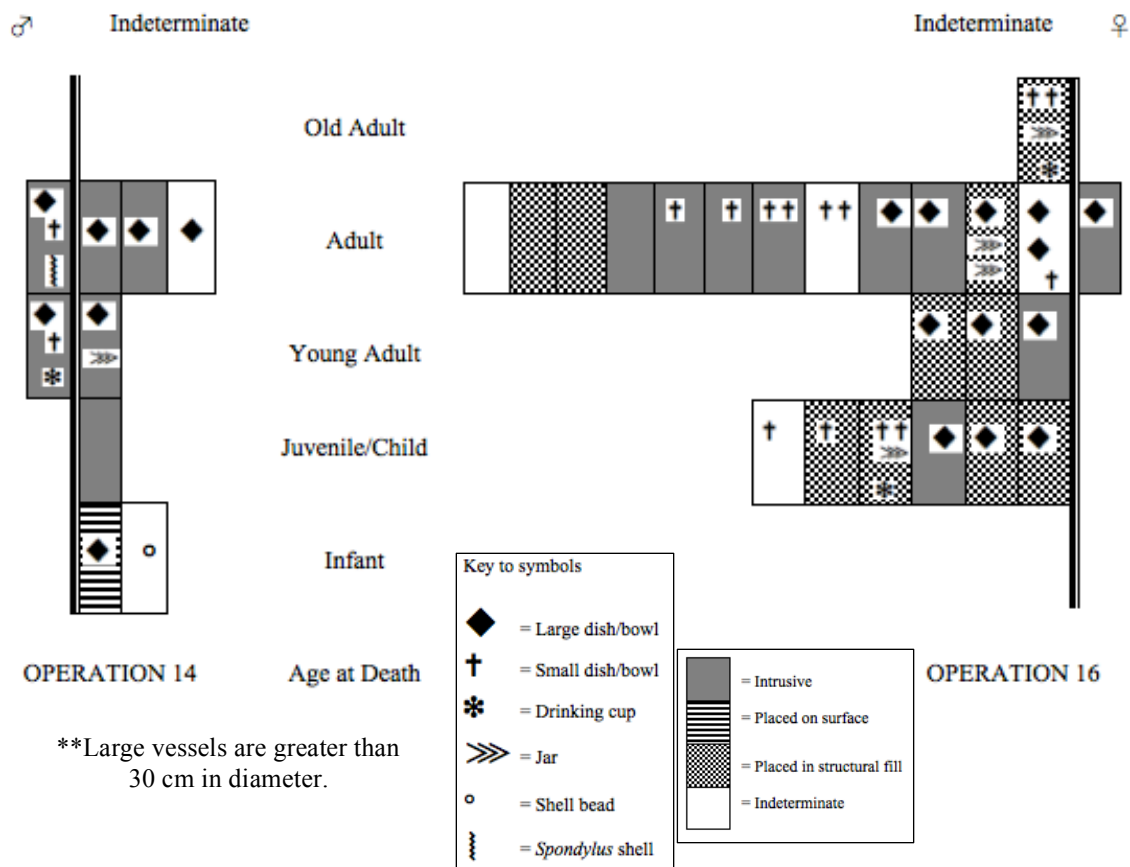 ♂ Indeterminate Indeterminate ♀
Old Adult
Adult
Young Adult
Juvenile/Child
Infant
OPERATION 14 Age at Death OPERATION 16
**Large vessels are greater than
30 cm in diameter.
Key to symbols
= Large dish/bowl
= Small dish/bowl
= Drinking cup
= Jar
= Shell bead
= Spondylus shell
= Intrusive
= Placed on surface
= Placed in structural fill
= Indeterminate